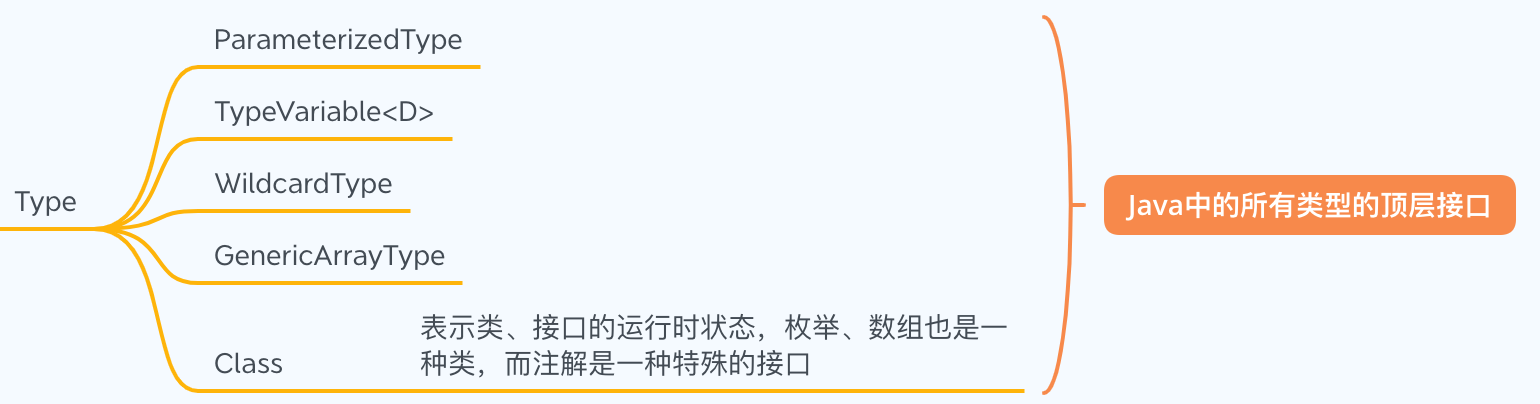 Type
ParameterizedType
TypeVariable<D>
WildcardType
GenericArrayType
Class
表示类、接口的运行时状态，枚举、数组也是一
种类，而注解是一种特殊的接口
Java中的所有类型的顶层接口